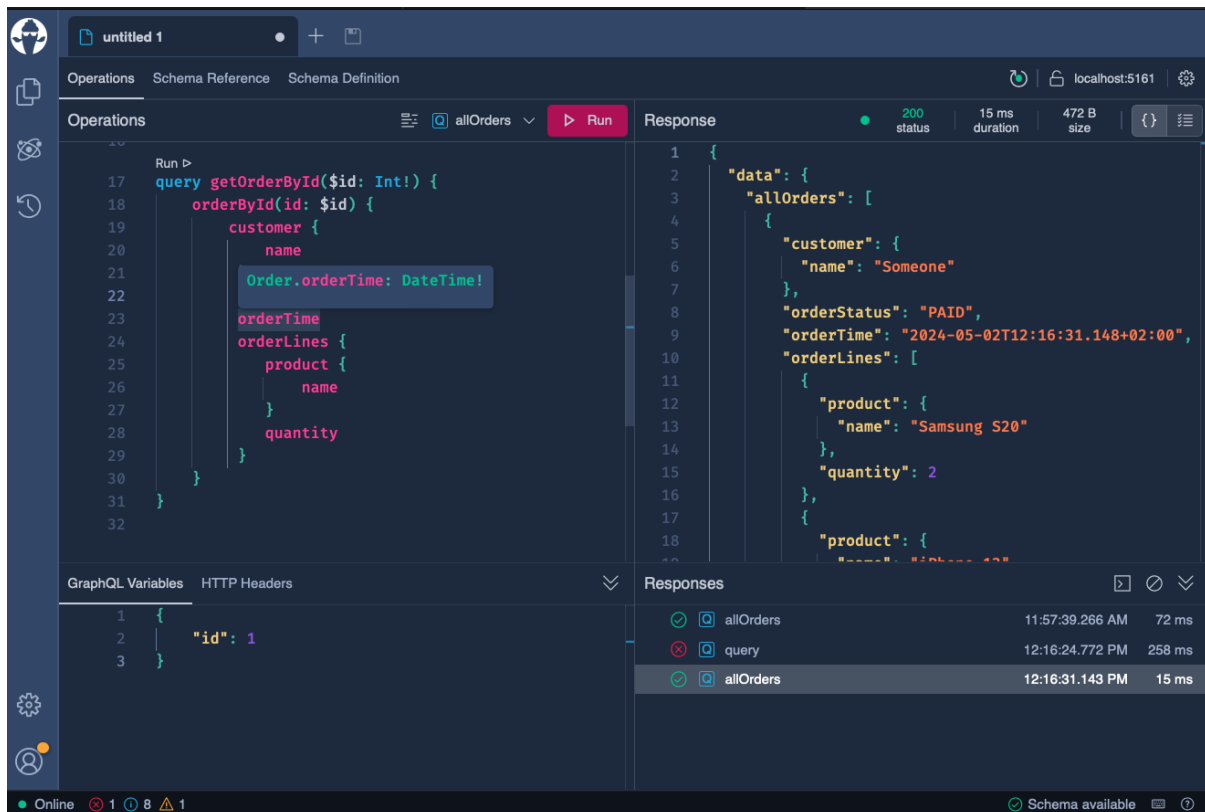 untitled 1
Operations Schema Reference Schema Definition
localhost:5161
Operations
Q allOrders
Run
Run ▷
17 query getOrderById($id: Int!) {
18 orderById(id: $id) {
19 customer {
20 name
21
Order.orderTime: DateTime!
22
23 orderTime
24 orderLines {
25 product {
26 name
27 }
28 quantity
29 }
30 }
31 }
32
GraphQL Variables HTTP Headers
1 {
2 "id": 1
3 }
Response
200 status
15 ms duration
472 B size
{}
1 {
2 "data": {
3 "allOrders": [
4 {
5 "customer": {
6 "name": "Someone"
7 },
8 "orderStatus": "PAID",
9 "orderTime": "2024-05-02T12:16:31.148+02:00",
10 "orderLines": [
11 {
12 "product": {
13 "name": "Samsung S20"
14 },
15 "quantity": 2
16 },
17 {
18 "product": {
"name": "iPhone 12"
Responses
Q allOrders 11:57:39.266 AM 72 ms
Q query 12:16:24.772 PM 258 ms
Q allOrders 12:16:31.143 PM 15 ms
Online 1 8 1
Schema available